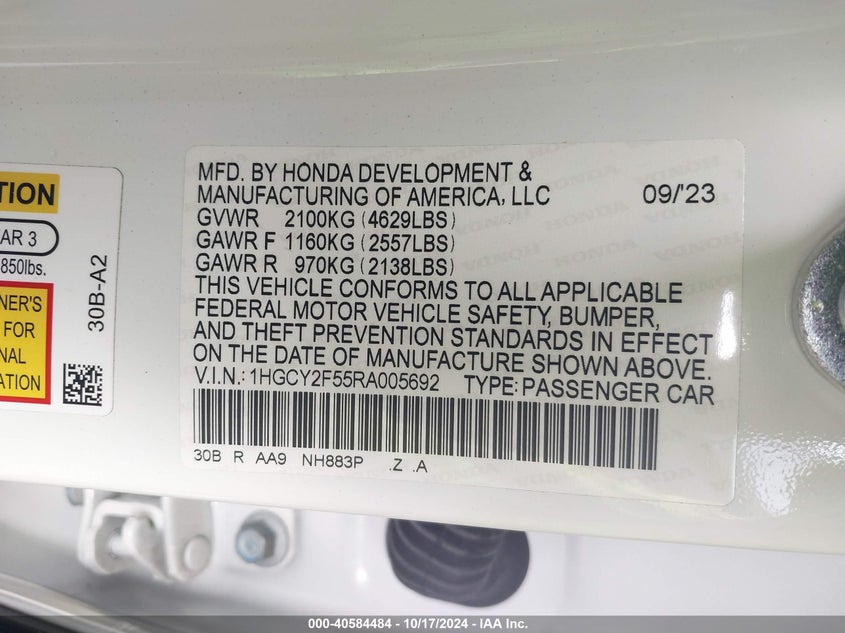 TION
AR 3
850lbs.
NER'S
FOR
NAL
ATION
30B-A2
MFD. BY HONDA DEVELOPMENT &
MANUFACTURING OF AMERICA, LLC 09/'23
GVWR 2100KG (4629LBS)
GAWR F 1160KG (2557LBS)
GAWR R 970KG (2138LBS)
THIS VEHICLE CONFORMS TO ALL APPLICABLE
FEDERAL MOTOR VEHICLE SAFETY, BUMPER,
AND THEFT PREVENTION STANDARDS IN EFFECT
ON THE DATE OF MANUFACTURE SHOWN ABOVE.
V.I.N.: 1HGCY2F55RA005692 TYPE: PASSENGER CAR
30B R AA9 NH883P .Z .A
000-40584484 - 10/17/2024 - IAA Inc.